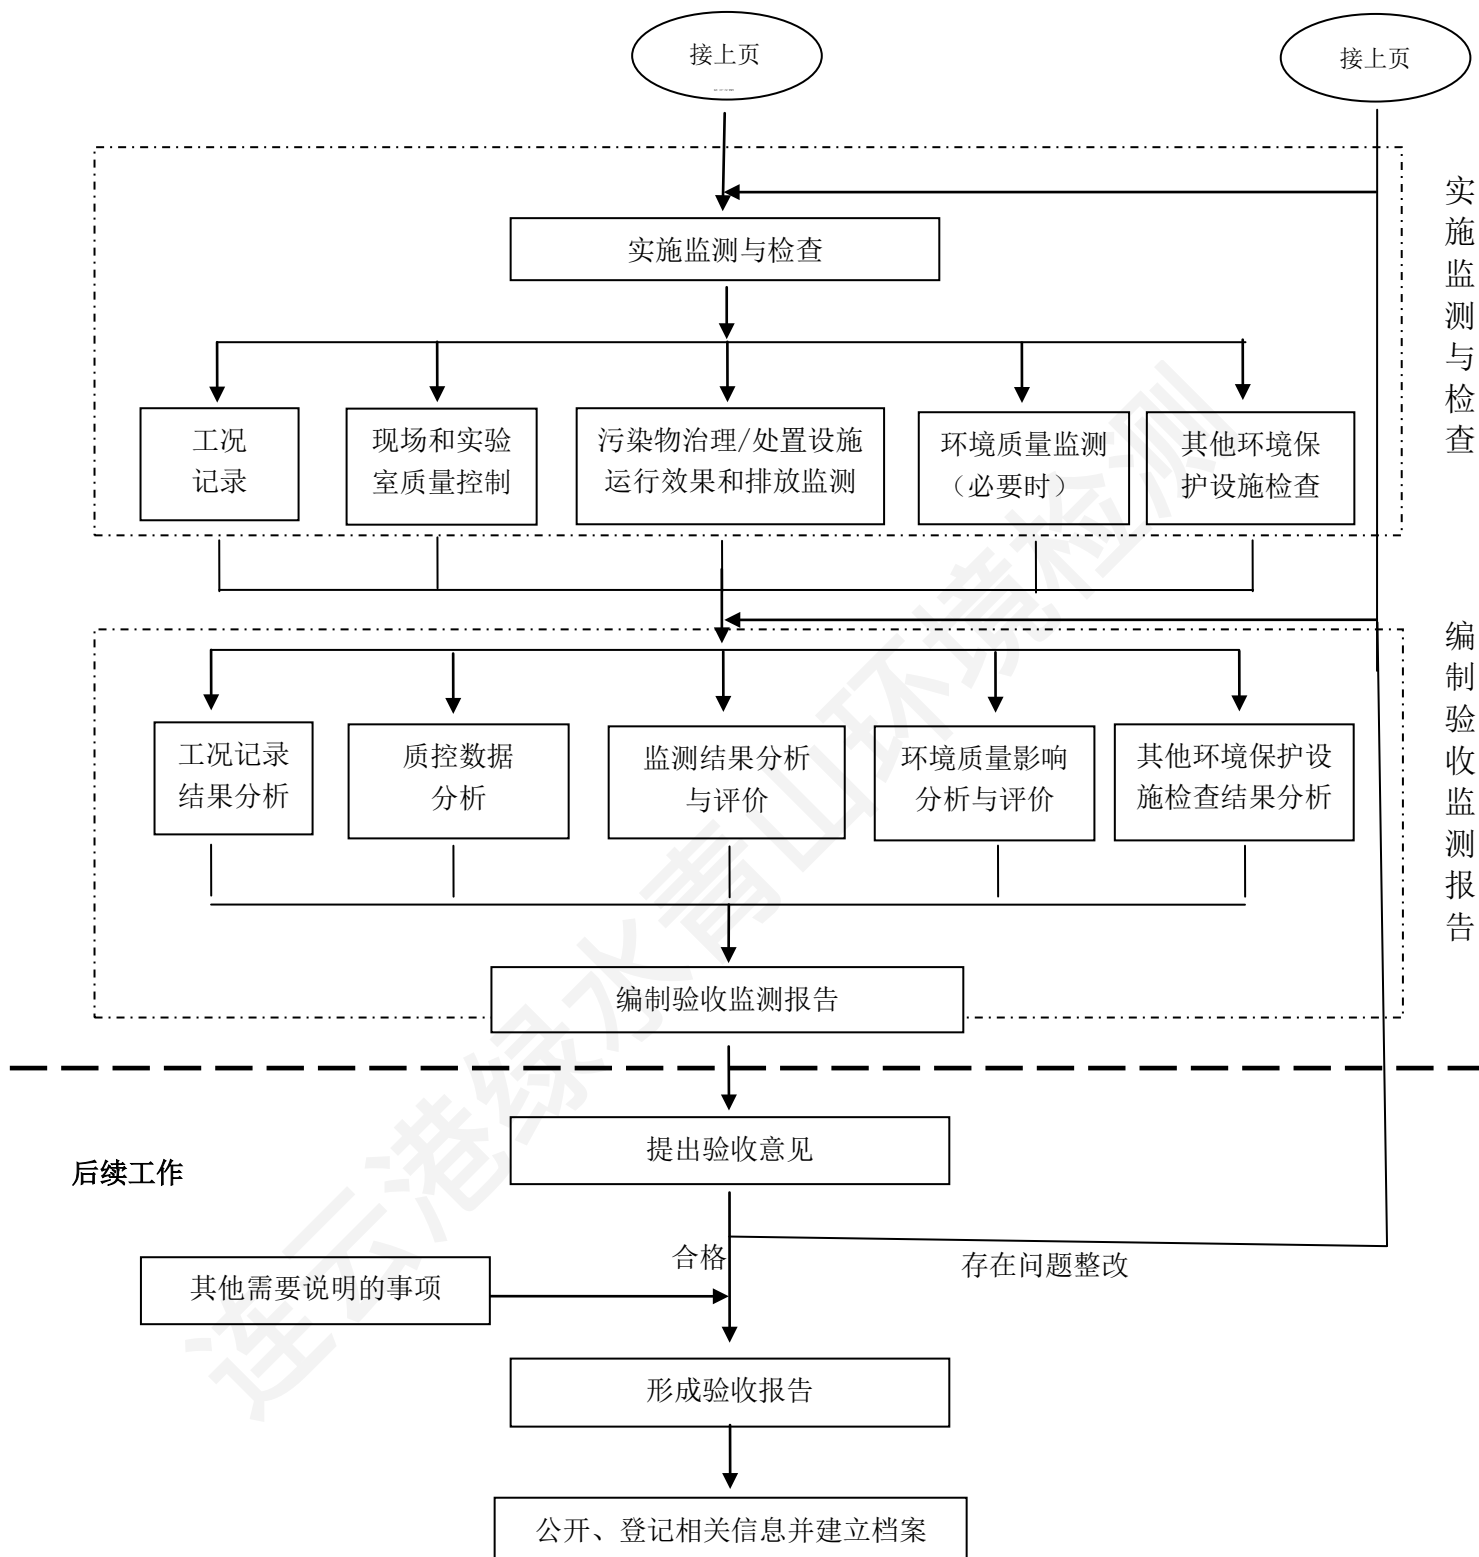 接上页
接上页
实施监测与检查
实施监测与检查
工况
记录
现场和实验
室质量控制
污染物治理/处置设施
运行效果和排放监测
环境质量监测
（必要时）
其他环境保
护设施检查
编制验收监测报告
工况记录
结果分析
质控数据
分析
监测结果分析
与评价
环境质量影响
分析与评价
其他环境保护设
施检查结果分析
编制验收监测报告
提出验收意见
后续工作
合格
存在问题整改
其他需要说明的事项
形成验收报告
公开、登记相关信息并建立档案
连云港绿水青山环境检测